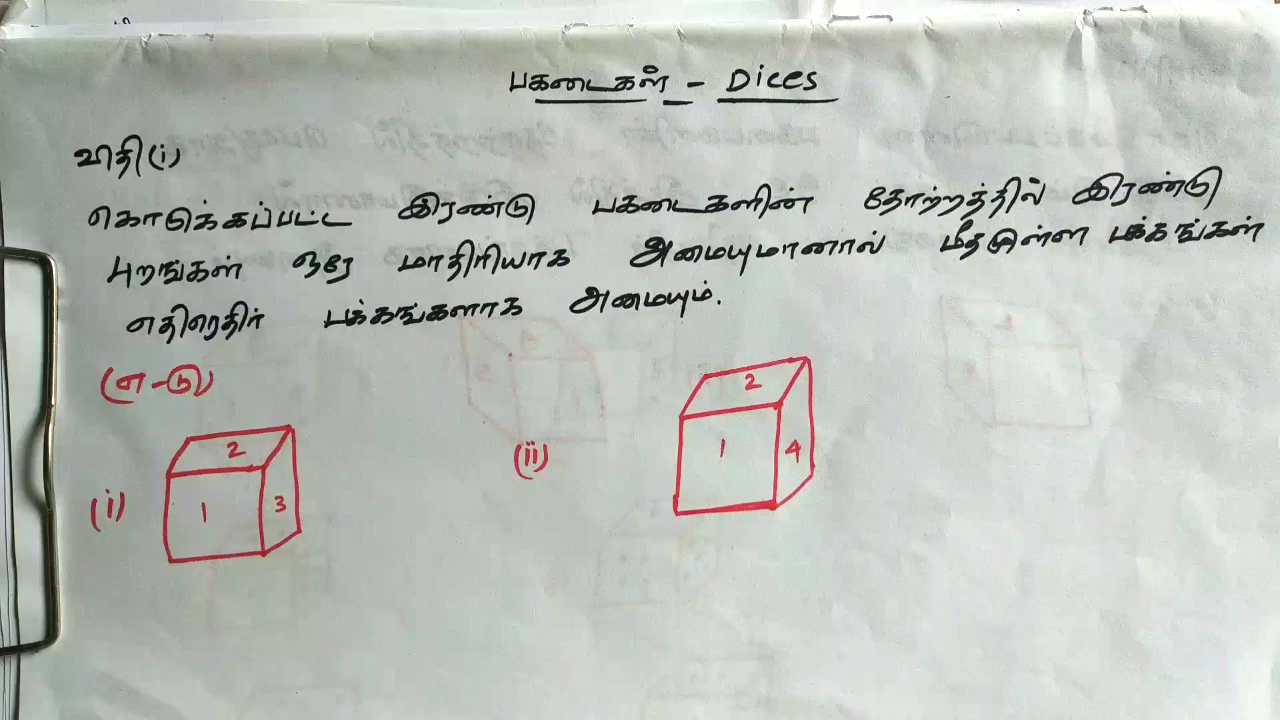 பகடைகள் - Dices
விதி(i)
கொடுக்கப்பட்ட இரண்டு பகடைகளின் தோற்றத்தில் இரண்டு
புறங்கள் ஒரே மாதிரியாக அமையுமானால் மீதமுள்ள பக்கங்கள்
எதிரெதிர் பக்கங்களாக அமையும்.
(எ-டு)
(i) 2 1 3
(ii) 2 1 4